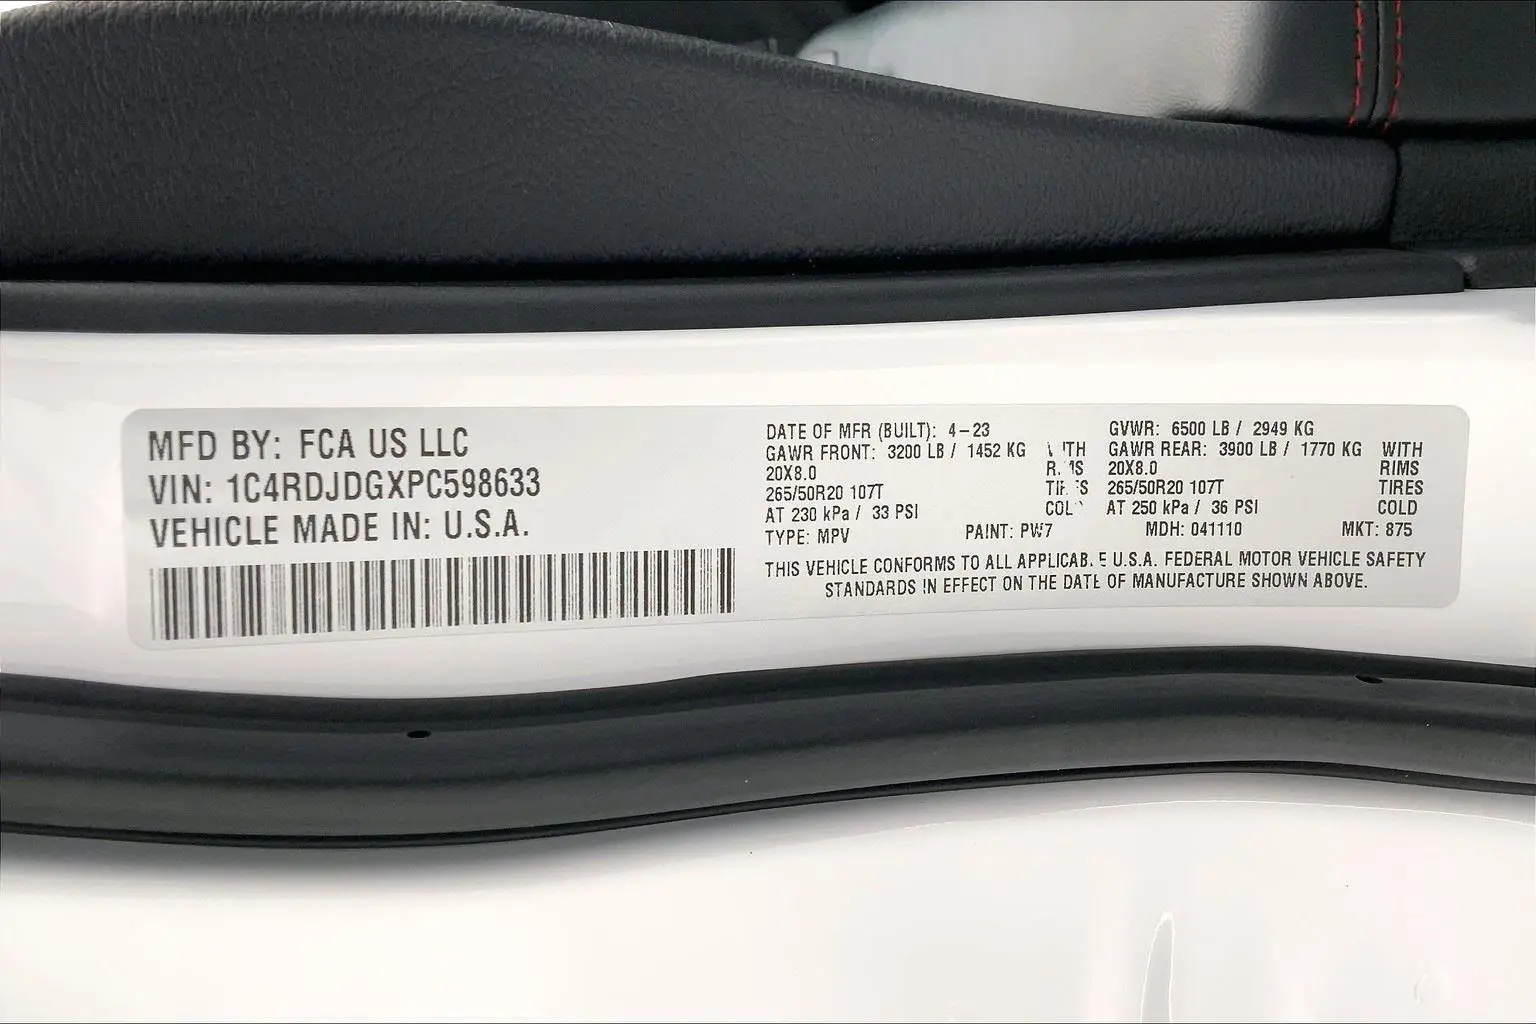 MFD BY: FCA US LLC
VIN: 1C4RDJDGXPC598633
VEHICLE MADE IN: U.S.A.
DATE OF MFR (BUILT): 4-23
GAWR FRONT: 3200 LB / 1452 KG
20X8.0
265/50R20 107T
AT 230 kPa / 33 PSI
TYPE: MPV PAINT: PW7
GVWR: 6500 LB / 2949 KG
GAWR REAR: 3900 LB / 1770 KG WITH
20X8.0 RIMS
265/50R20 107T TIRES
AT 250 kPa / 36 PSI COLD
MDH: 041110 MKT: 875
THIS VEHICLE CONFORMS TO ALL U.S.A. FEDERAL MOTOR VEHICLE SAFETY
STANDARDS IN EFFECT ON THE DATE OF MANUFACTURE SHOWN ABOVE.